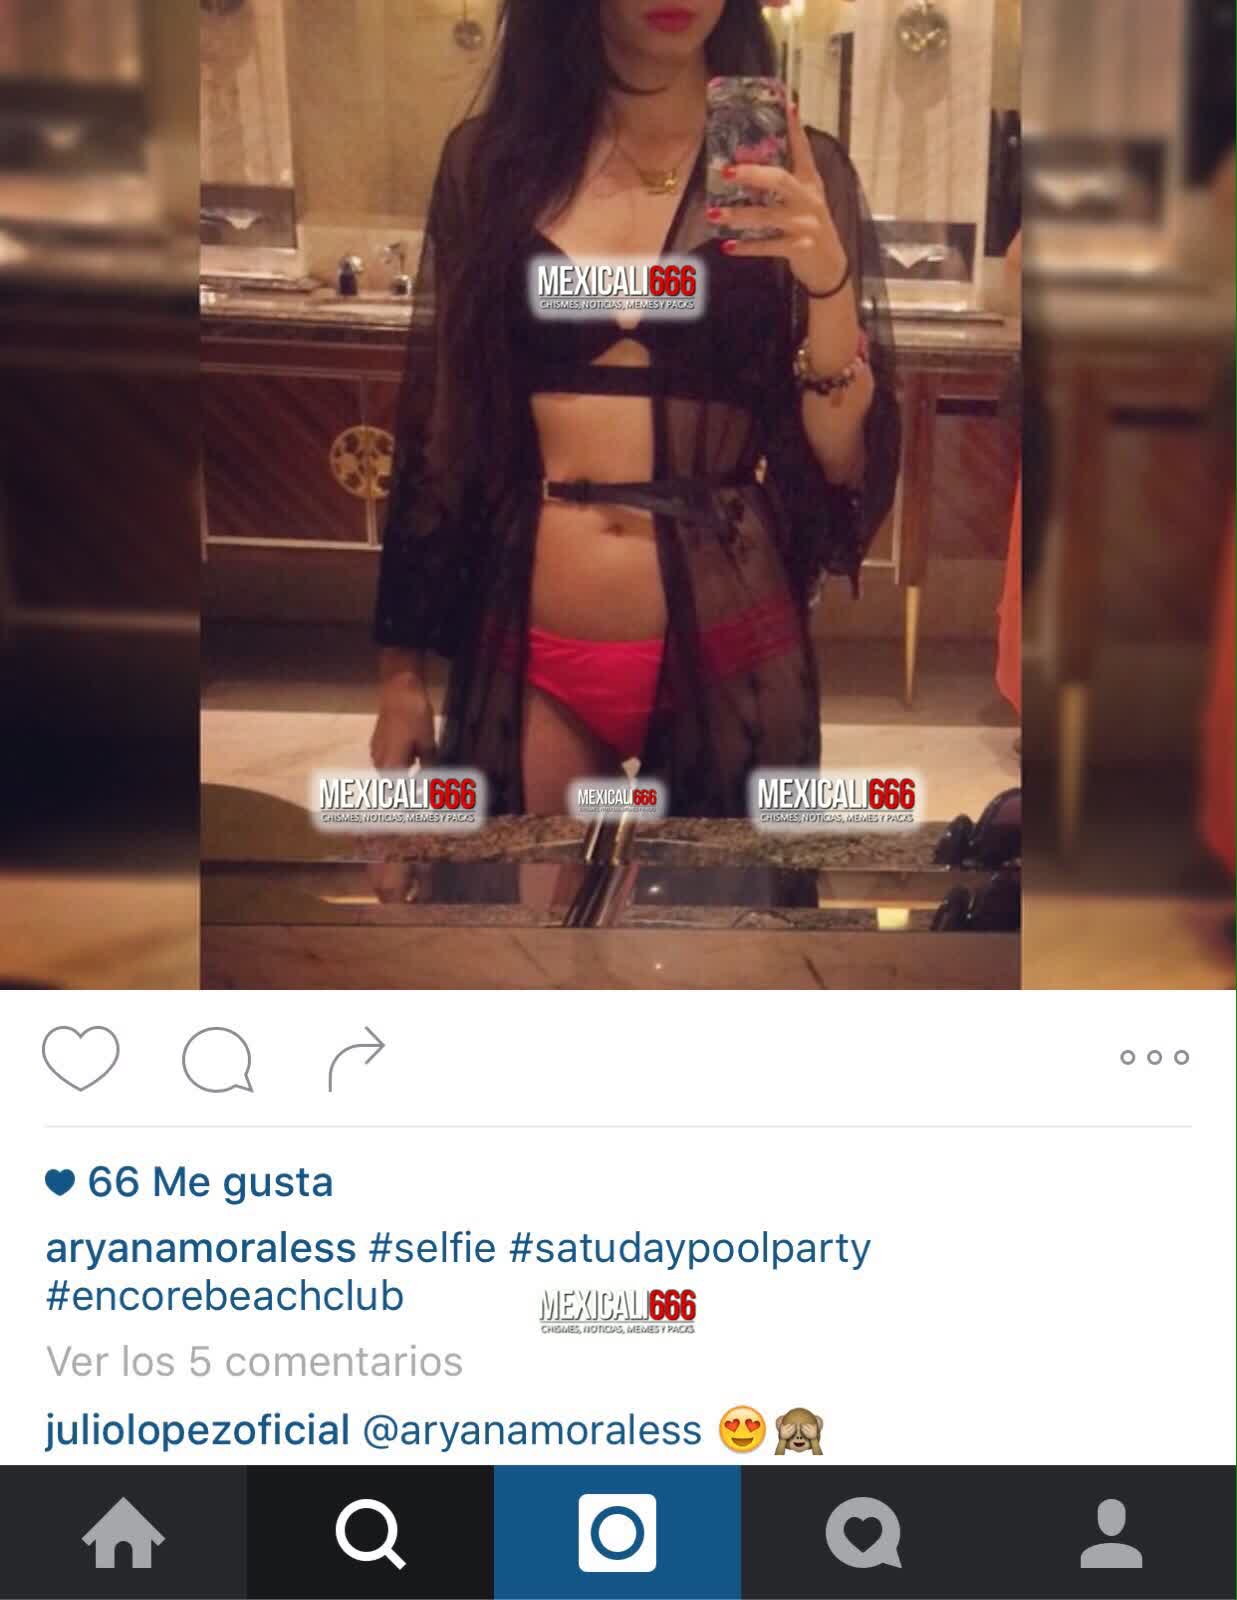 MEXICALI666
CHISMES, NOTICIAS, MEMES Y PACKS
MEXICALI666
CHISMES, NOTICIAS, MEMES Y PACKS
MEXICALI666
MEXICALI666
CHISMES, NOTICIAS, MEMES Y PACKS
66 Me gusta
aryanamoraless #selfie #satudaypoolparty
#encorebeachclub
MEXICALI666
CHISMES, NOTICIAS, MEMES Y PACKS
Ver los 5 comentarios
juliolopezoficial @aryanamoraless 😍🙈